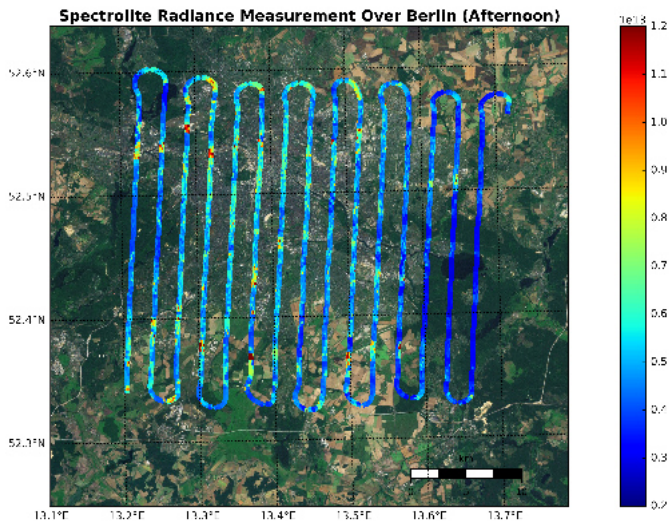 Spectrolite Radiance Measurement Over Berlin (Afternoon)
1e13
1.2
1.1
1.0
0.9
0.8
0.7
0.6
0.5
0.4
0.3
0.2
52.6°N
52.5°N
52.4°N
52.3°N
km
13.1°E 13.2°E 13.3°E 13.4°E 13.5°E 13.6°E 13.7°E